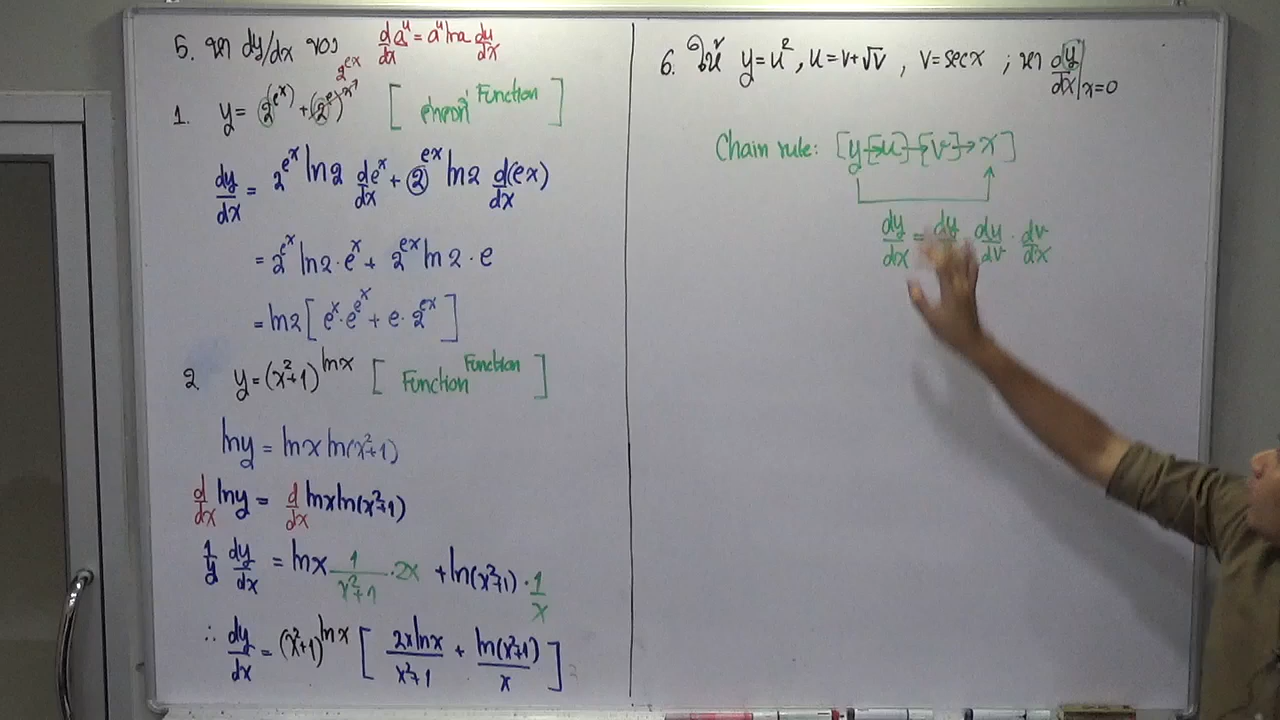 5. หา dy/dx ของ d/dx a^u = a^u ln a du/dx
2^{ex}
1. y = 2^{(e^x)} + (2^e)^x [ ค่าคงที่^{Function} ]
dy/dx = 2^{e^x} ln2 de^x/dx + 2^{ex} ln2 d(ex)/dx
= 2^{e^x} ln2 · e^x + 2^{ex} ln2 · e
= ln2 [ e^x · e^{e^x} + e · 2^{ex} ]
2 y = (x²+1)^{lnx} [ Function^{Function} ]
lny = lnx ln(x²+1)
d/dx lny = d/dx lnx ln(x²+1)
1/y dy/dx = lnx 1/(x²+1) · 2x + ln(x²+1) · 1/x
∴ dy/dx = (x²+1)^{lnx} [ 2xlnx/(x²+1) + ln(x²+1)/x ]
6. ให้ y = u², u = v+√v, v = secx ; หา dy/dx|_{x=0}
Chain rule: [y→[u]→[v]→x]
dy/dx = dy du/dv · dv/dx